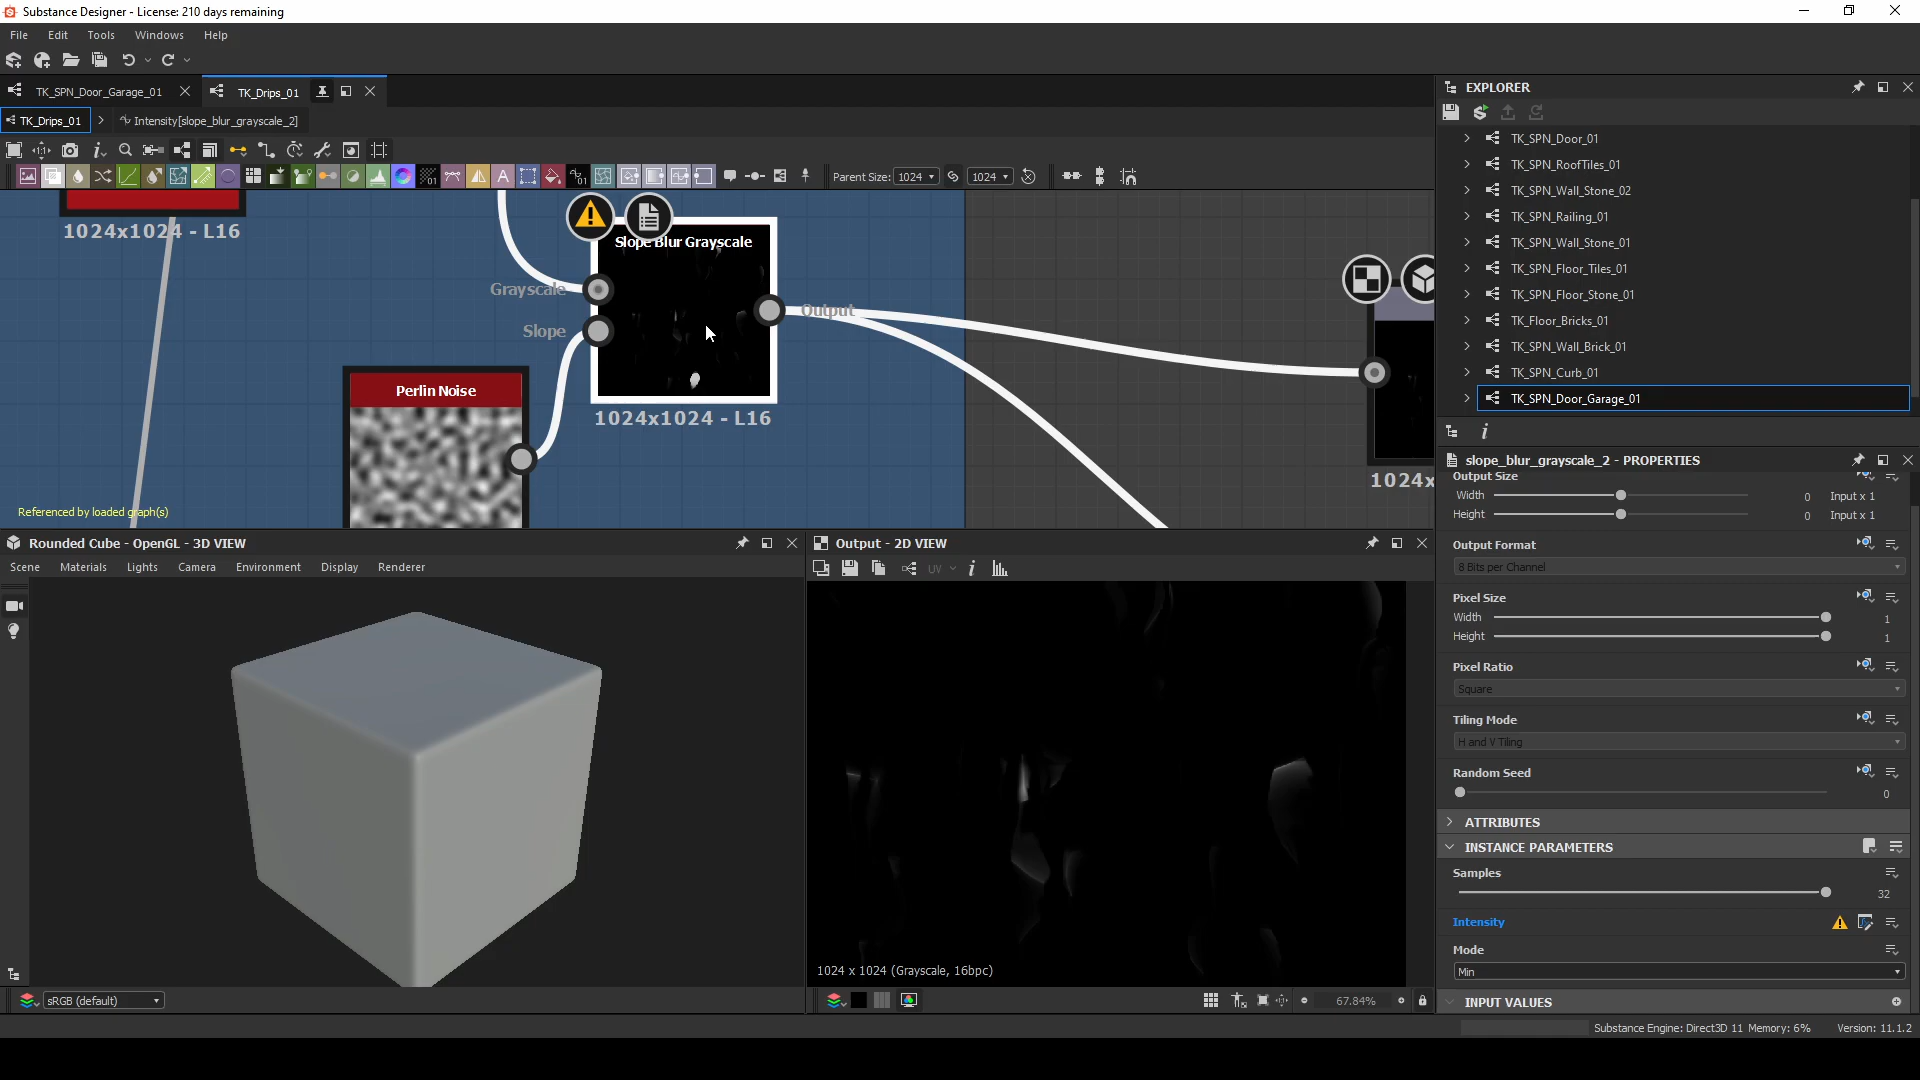 Substance Designer - License: 210 days remaining
File Edit Tools Windows Help
TK_SPN_Door_Garage_01
TK_Drips_01
TK_Drips_01
Intensity[slope_blur_grayscale_2]
Parent Size: 1024
1024
1024x1024 - L16
Slope Blur Grayscale
Grayscale
Slope
Output
1024x1024 - L16
Perlin Noise
1024x
Referenced by loaded graph(s)
EXPLORER
TK_SPN_Door_01
TK_SPN_RoofTiles_01
TK_SPN_Wall_Stone_02
TK_SPN_Railing_01
TK_SPN_Wall_Stone_01
TK_SPN_Floor_Tiles_01
TK_SPN_Floor_Stone_01
TK_Floor_Bricks_01
TK_SPN_Wall_Brick_01
TK_SPN_Curb_01
TK_SPN_Door_Garage_01
slope_blur_grayscale_2 - PROPERTIES
Output Size
Width 0 Input x 1
Height 0 Input x 1
Output Format
8 Bits per Channel
Pixel Size
Width 1
Height 1
Pixel Ratio
Square
Tiling Mode
H and V Tiling
Random Seed
0
ATTRIBUTES
INSTANCE PARAMETERS
Samples
32
Intensity
Mode
Min
INPUT VALUES
Rounded Cube - OpenGL - 3D VIEW
Scene Materials Lights Camera Environment Display Renderer
sRGB (default)
Output - 2D VIEW
UV
1024 x 1024 (Grayscale, 16bpc)
67.84%
Substance Engine: Direct3D 11 Memory: 6% Version: 11.1.2